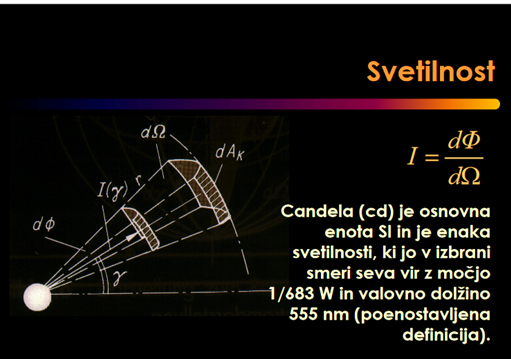 Svetilnost
dΩ
dA_K
I(γ) r
dΦ
γ
I = dΦ/dΩ
Candela (cd) je osnovna
enota SI in je enaka
svetilnosti, ki jo v izbrani
smeri seva vir z močjo
1/683 W in valovno dolžino
555 nm (poenostavljena
definicija).